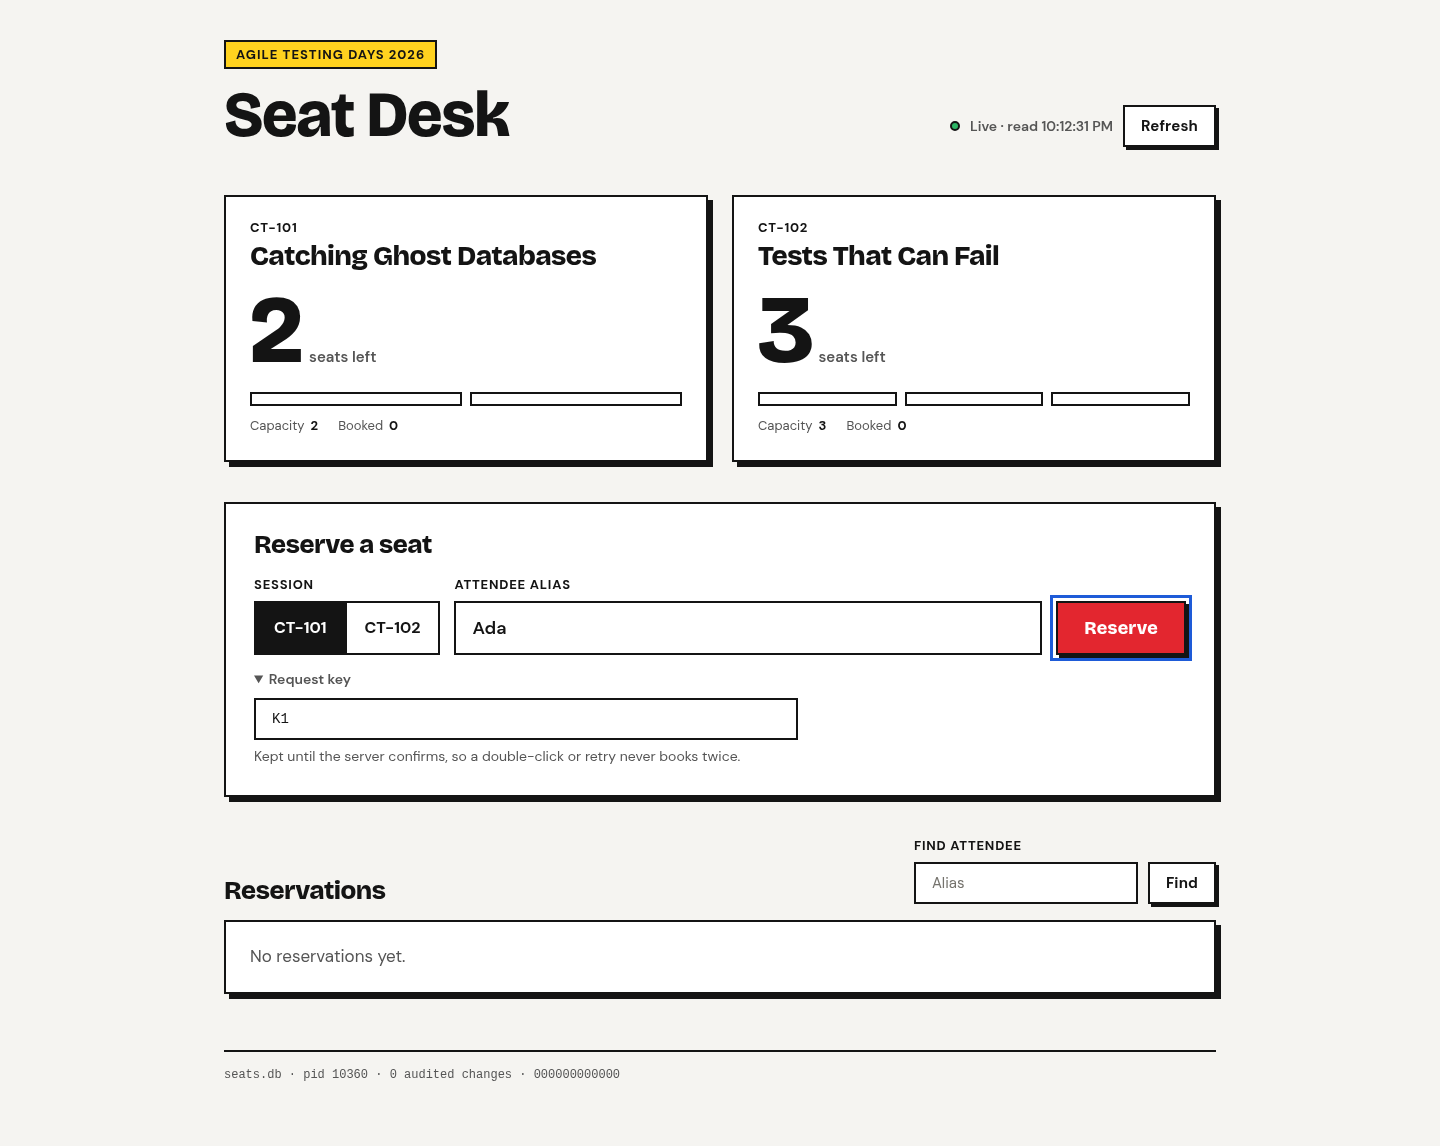 AGILE TESTING DAYS 2026
Seat Desk
Live · read 10:12:31 PM
Refresh
CT-101
Catching Ghost Databases
2 seats left
Capacity 2 Booked 0
CT-102
Tests That Can Fail
3 seats left
Capacity 3 Booked 0
Reserve a seat
SESSION
CT-101 CT-102
ATTENDEE ALIAS
Ada
Reserve
▼ Request key
K1
Kept until the server confirms, so a double-click or retry never books twice.
Reservations
FIND ATTENDEE
Alias
Find
No reservations yet.
seats.db · pid 10360 · 0 audited changes · 000000000000